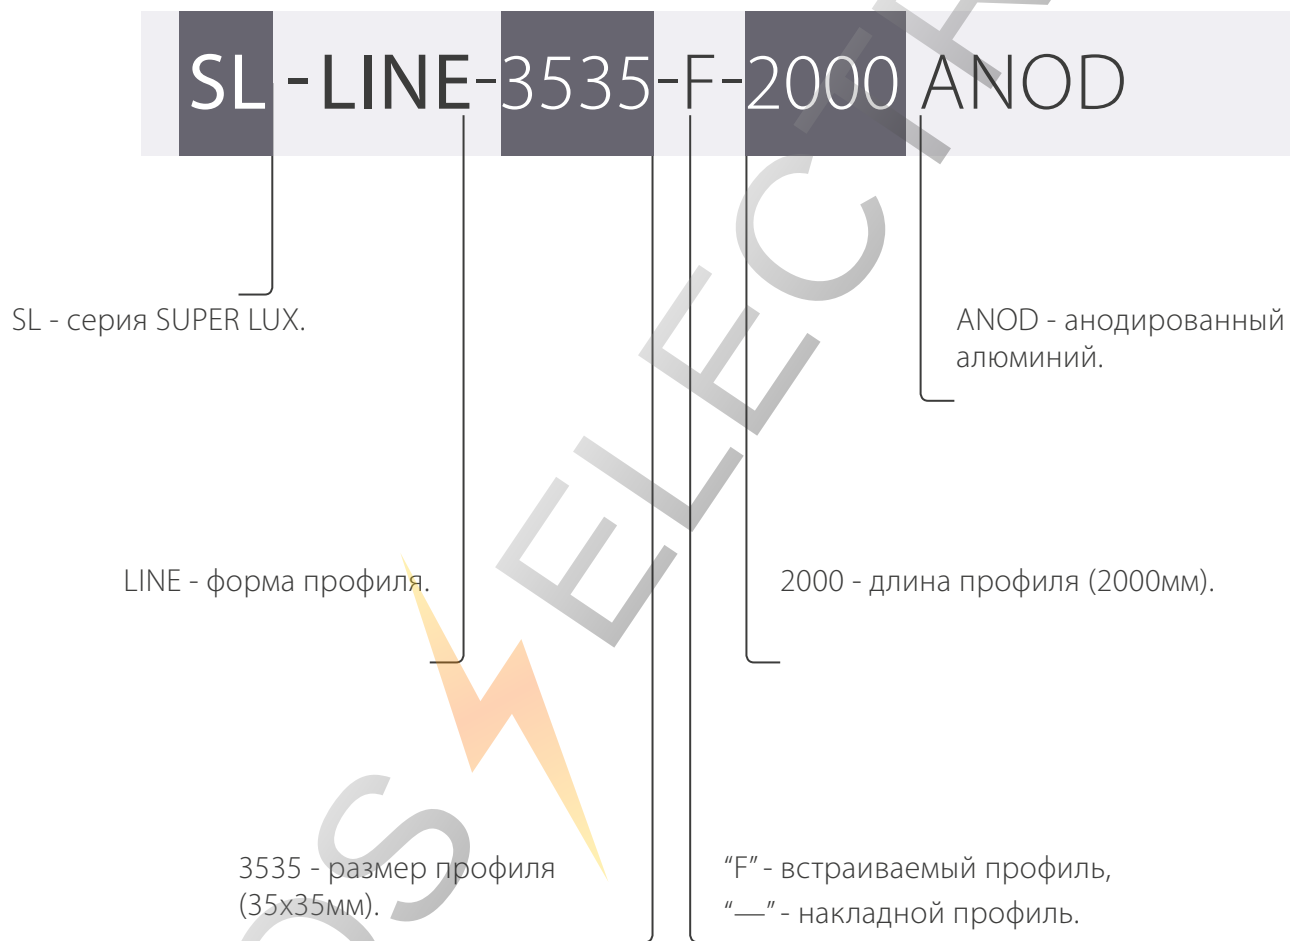 SL-LINE-3535-F-2000 ANOD
SL - серия SUPER LUX.
ANOD - анодированный
алюминий.
LINE - форма профиля.
2000 - длина профиля (2000мм).
3535 - размер профиля
(35х35мм).
“F” - встраиваемый профиль,
“—” - накладной профиль.